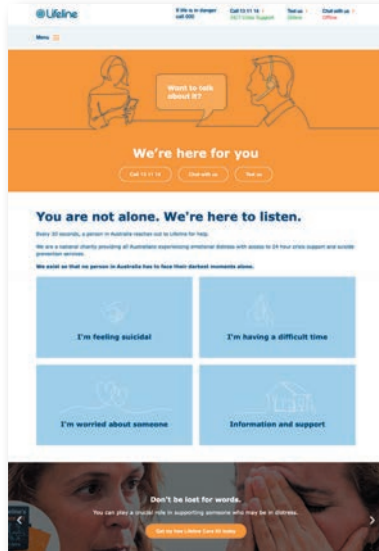 Lifeline
If life is in danger
call 000
Call 13 11 14
24/7 Crisis Support
Text us
Online
Chat with us
Offline
Menu
Want to talk
about it?
We're here for you
Call 13 11 14
Chat with us
Text us
You are not alone. We're here to listen.
Every 30 seconds, a person in Australia reaches out to Lifeline for help.
We are a national charity providing all Australians experiencing emotional distress with access to 24 hour crisis support and suicide
prevention services.
We exist so that no person in Australia has to face their darkest moments alone.
I'm feeling suicidal
I'm having a difficult time
I'm worried about someone
Information and support
Don't be lost for words.
You can play a crucial role in supporting someone who may be in distress.
Get my free Lifeline Care Kit today